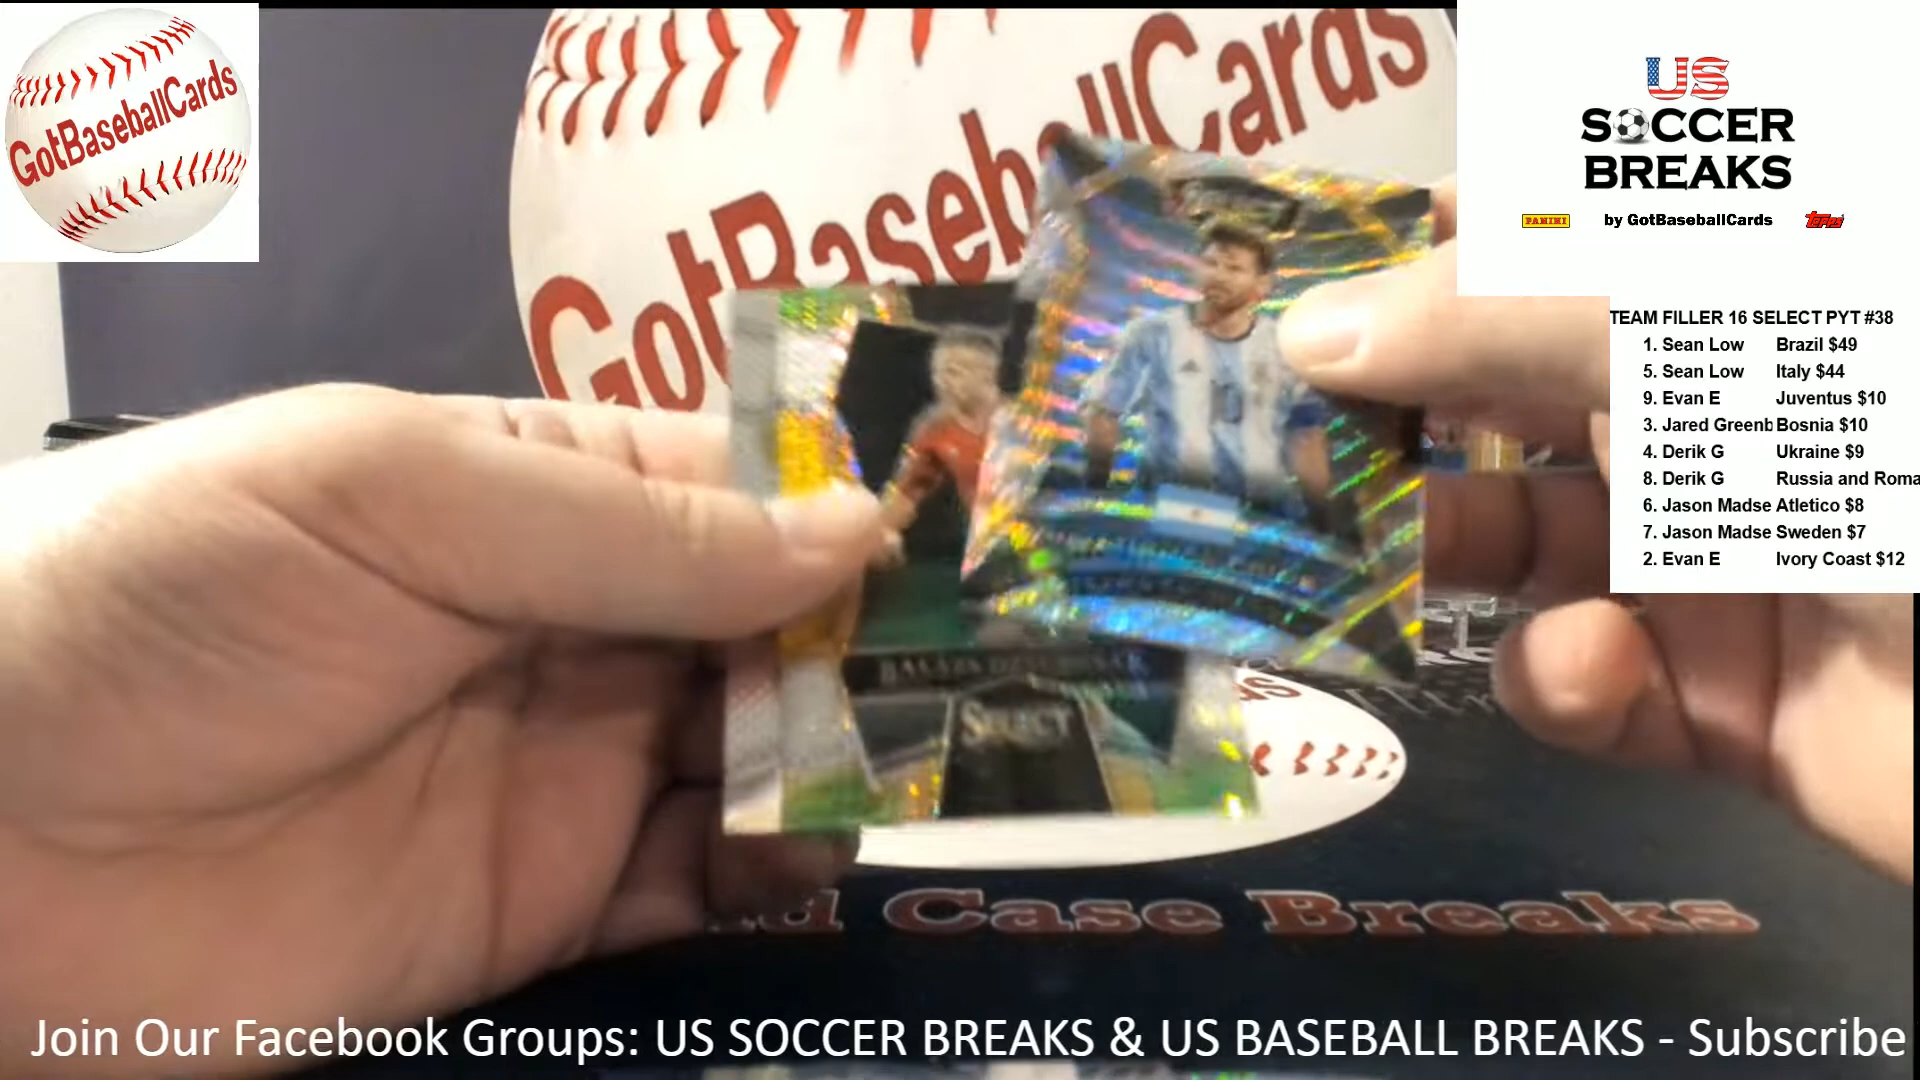 GotBaseballCards
GotBaseballCards
US
SOCCER
BREAKS
PANINI
by GotBaseballCards
TOPPS
TEAM FILLER 16 SELECT PYT #38
1. Sean Low Brazil $49
5. Sean Low Italy $44
9. Evan E Juventus $10
3. Jared Greenb Bosnia $10
4. Derik G Ukraine $9
8. Derik G Russia and Roma
6. Jason Madse Atletico $8
7. Jason Madse Sweden $7
2. Evan E Ivory Coast $12
SELECT
Case Breaks
Join Our Facebook Groups: US SOCCER BREAKS & US BASEBALL BREAKS - Subscribe